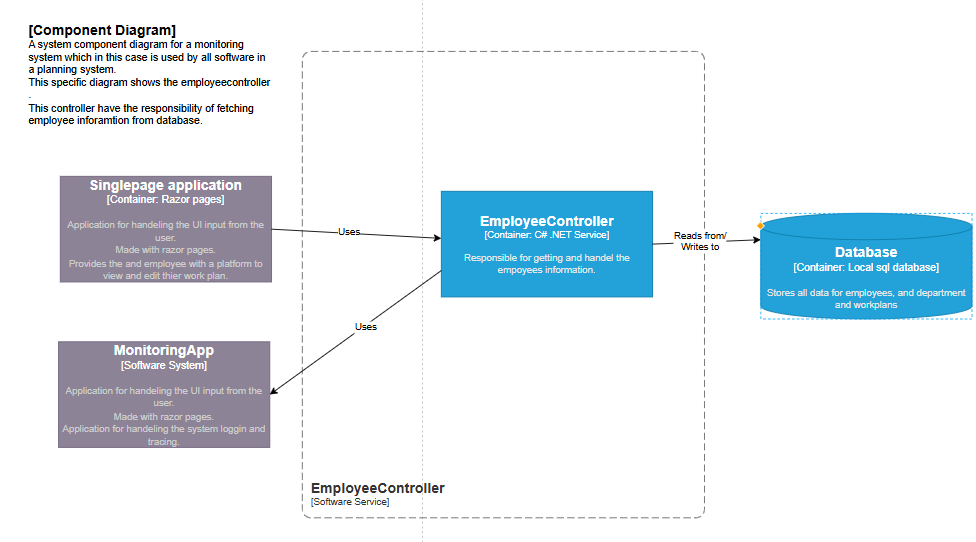 [Component Diagram]
A system component diagram for a monitoring
system which in this case is used by all software in
a planning system.
This specific diagram shows the employeecontroller
.
This controller have the responsibility of fetching
employee inforamtion from database.
Singlepage application
[Container: Razor pages]
Application for handeling the UI input from the
user.
Made with razor pages.
Provides the and employee with a platform to
view and edit thier work plan.
Uses
EmployeeController
[Container: C# .NET Service]
Responsible for getting and handel the
empoyees information.
Reads from/
Writes to
Database
[Container: Local sql database]
Stores all data for employees, and department
and workplans
Uses
MonitoringApp
[Software System]
Application for handeling the UI input from the
user.
Made with razor pages.
Application for handeling the system loggin and
tracing.
EmployeeController
[Software Service]